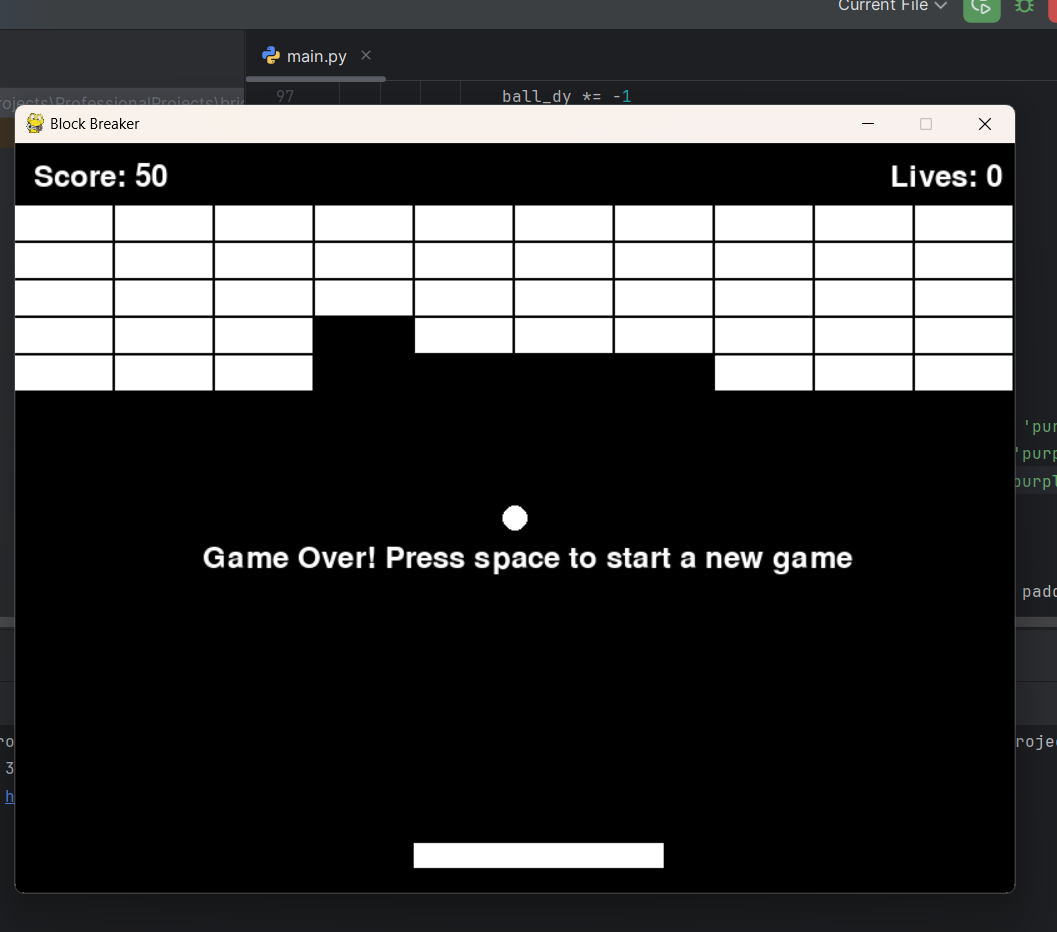 Current File
main.py
rojects\ProfessionalProjects\bri
97
ball_dy *= -1
Block Breaker
Score: 50
Lives: 0
'pur
'purp
purpl
Game Over! Press space to start a new game
padd
ro
roje
3
h